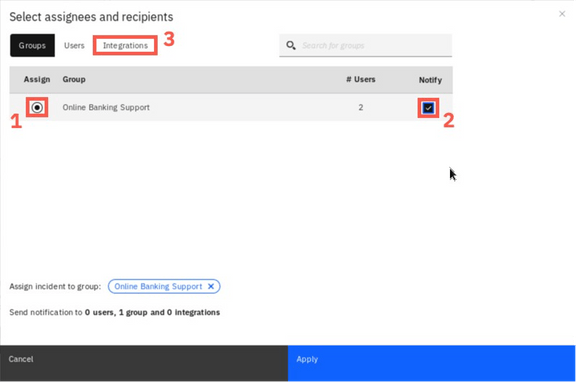 Select assignees and recipients
Groups Users Integrations 3 Search for groups
Assign Group # Users Notify
Online Banking Support 2
1 2
Assign incident to group: Online Banking Support
Send notification to 0 users, 1 group and 0 integrations
Cancel Apply